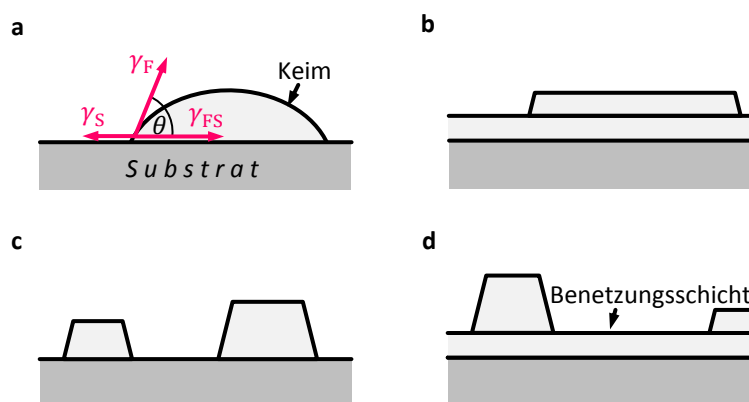 a
γF
Keim
γS
θ
γFS
Substrat
b
c
d
Benetzungsschicht